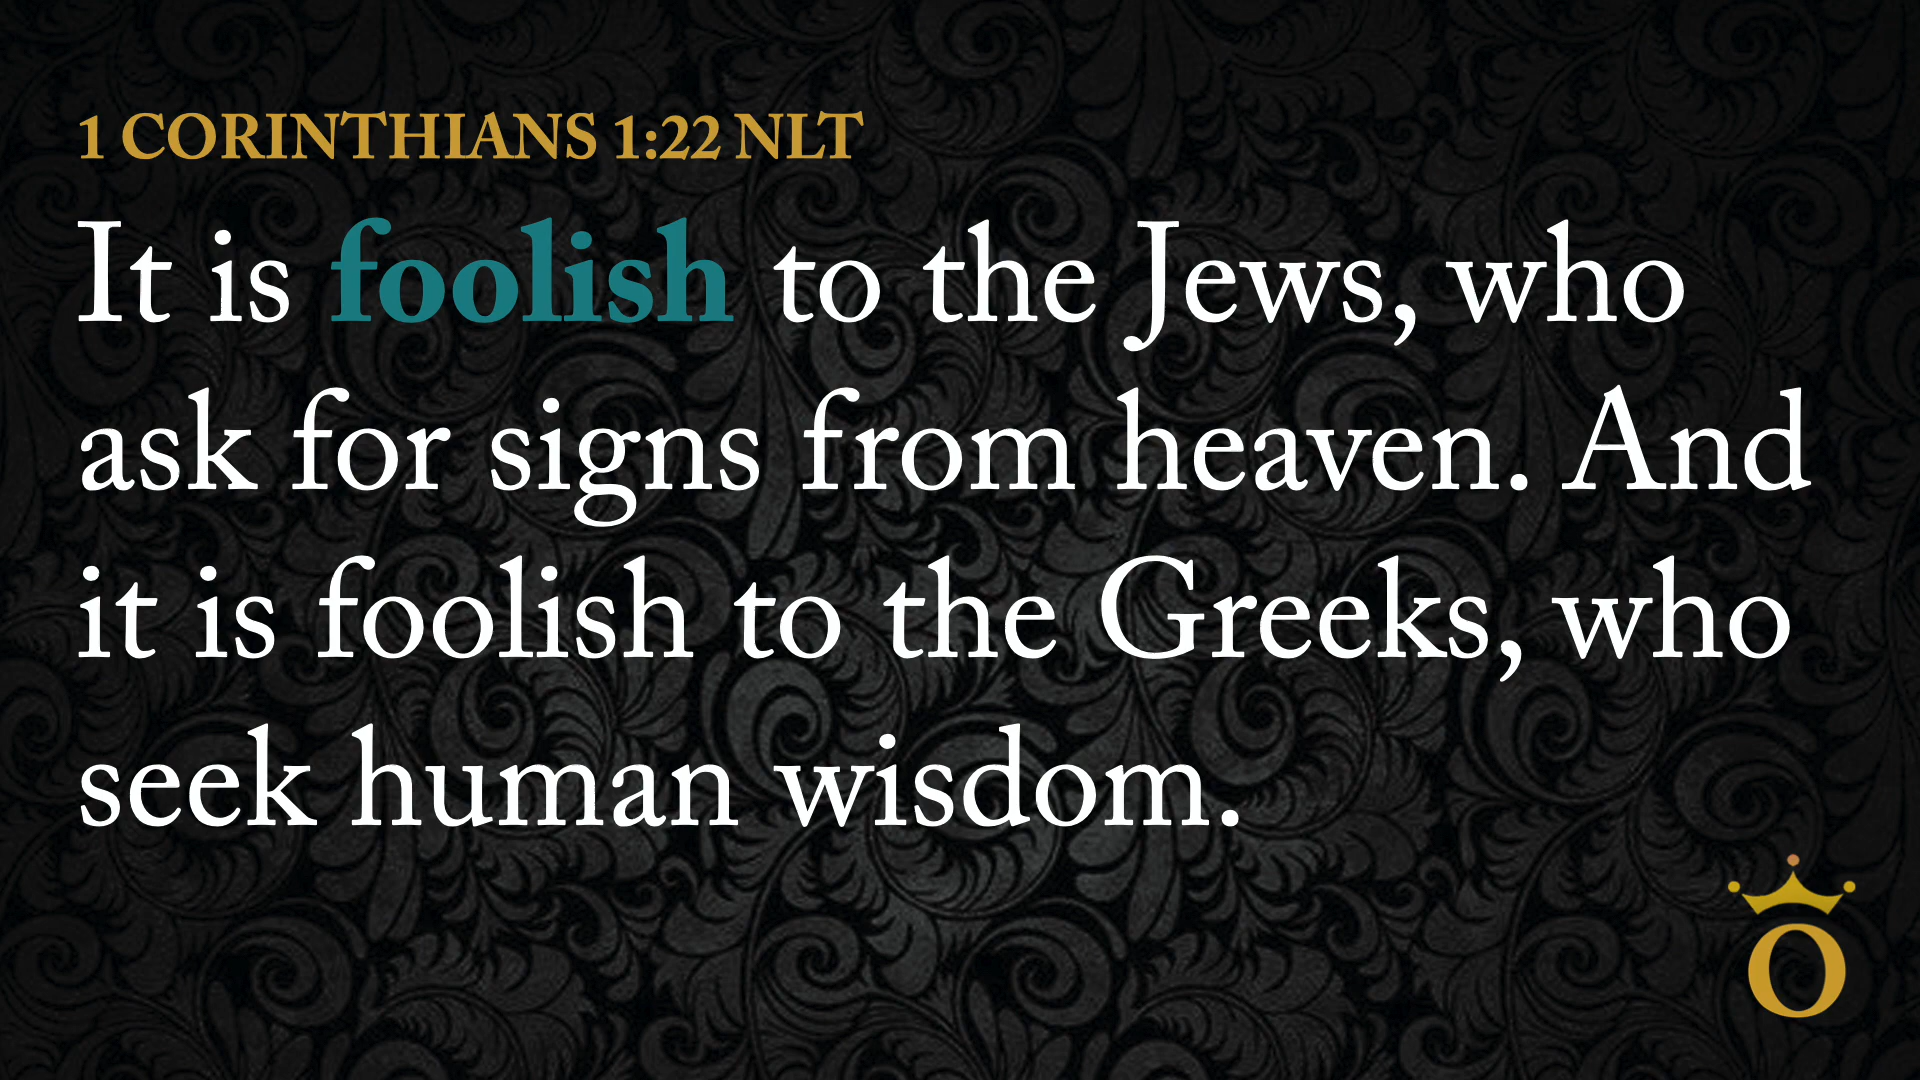 1 CORINTHIANS 1:22 NLT
It is foolish to the Jews, who
ask for signs from heaven. And
it is foolish to the Greeks, who
seek human wisdom.
O